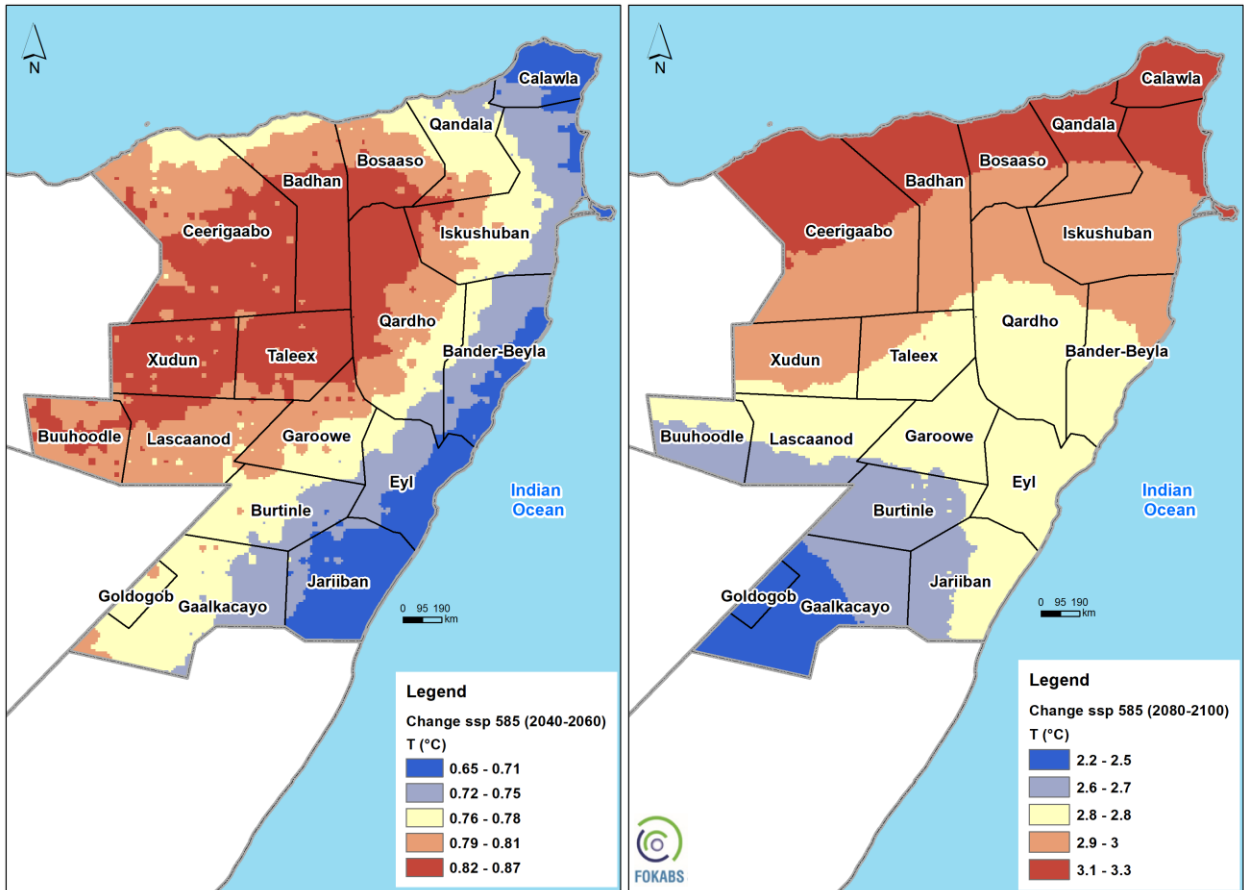 N
Calawla
Qandala
Bosaaso
Badhan
Ceerigaabo
Iskushuban
Qardho
Xudun
Taleex
Bander-Beyla
Buuhoodle
Lascaanod
Garoowe
Eyl
Indian
Ocean
Burtinle
Jariiban
Goldogob
Gaalkacayo
0 95 190
km
Legend
Change ssp 585 (2040-2060)
T (°C)
0.65 - 0.71
0.72 - 0.75
0.76 - 0.78
0.79 - 0.81
0.82 - 0.87
N
Calawla
Qandala
Bosaaso
Badhan
Ceerigaabo
Iskushuban
Qardho
Xudun
Taleex
Bander-Beyla
Buuhoodle
Lascaanod
Garoowe
Eyl
Indian
Ocean
Burtinle
Jariiban
Goldogob
Gaalkacayo
0 95 190
km
Legend
Change ssp 585 (2080-2100)
T (°C)
2.2 - 2.5
2.6 - 2.7
2.8 - 2.8
2.9 - 3
3.1 - 3.3
FOKABS